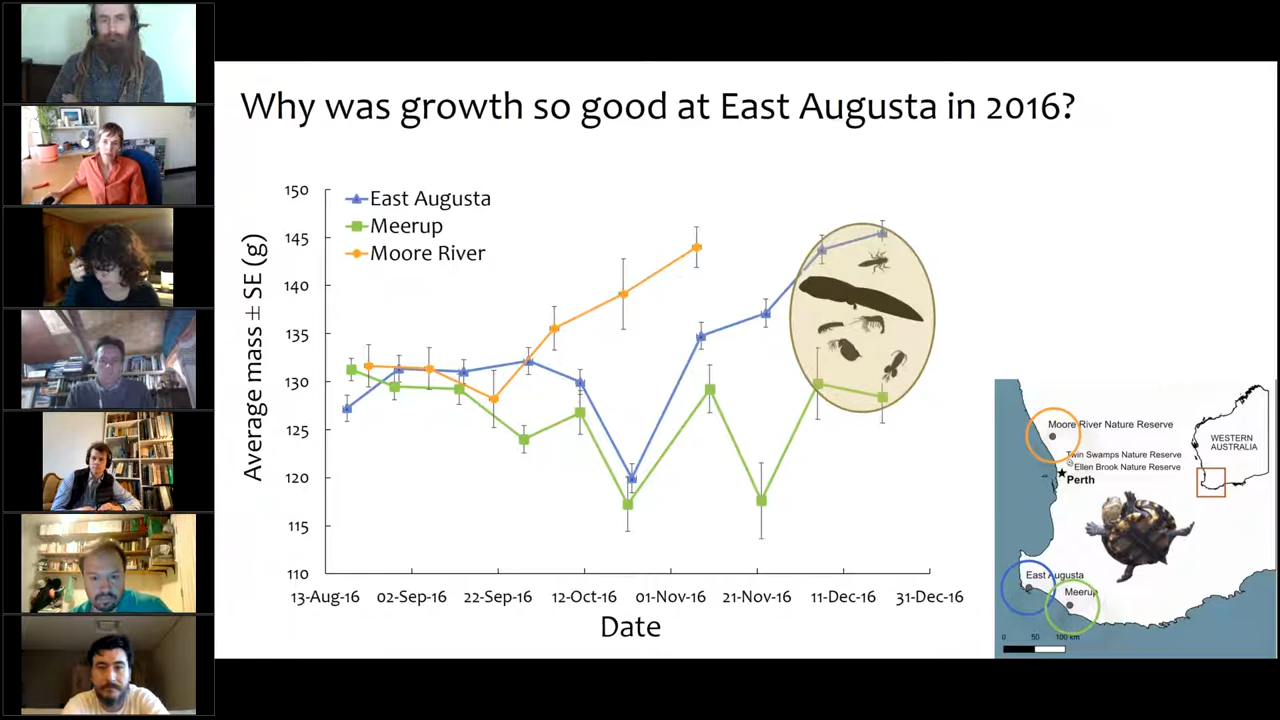 Why was growth so good at East Augusta in 2016?
East Augusta
Meerup
Moore River
Average mass ± SE (g)
150
145
140
135
130
125
120
115
110
13-Aug-16
2-Sep-16
22-Sep-16
12-Oct-16
01-Nov-16
21-Nov-16
11-Dec-16
31-Dec-16
Date
Moore River Nature Reserve
Twin Swamps Nature Reserve
Ellen Brook Nature Reserve
Perth
WESTERN
AUSTRALIA
East Augusta
Meerup
0 50 100 km